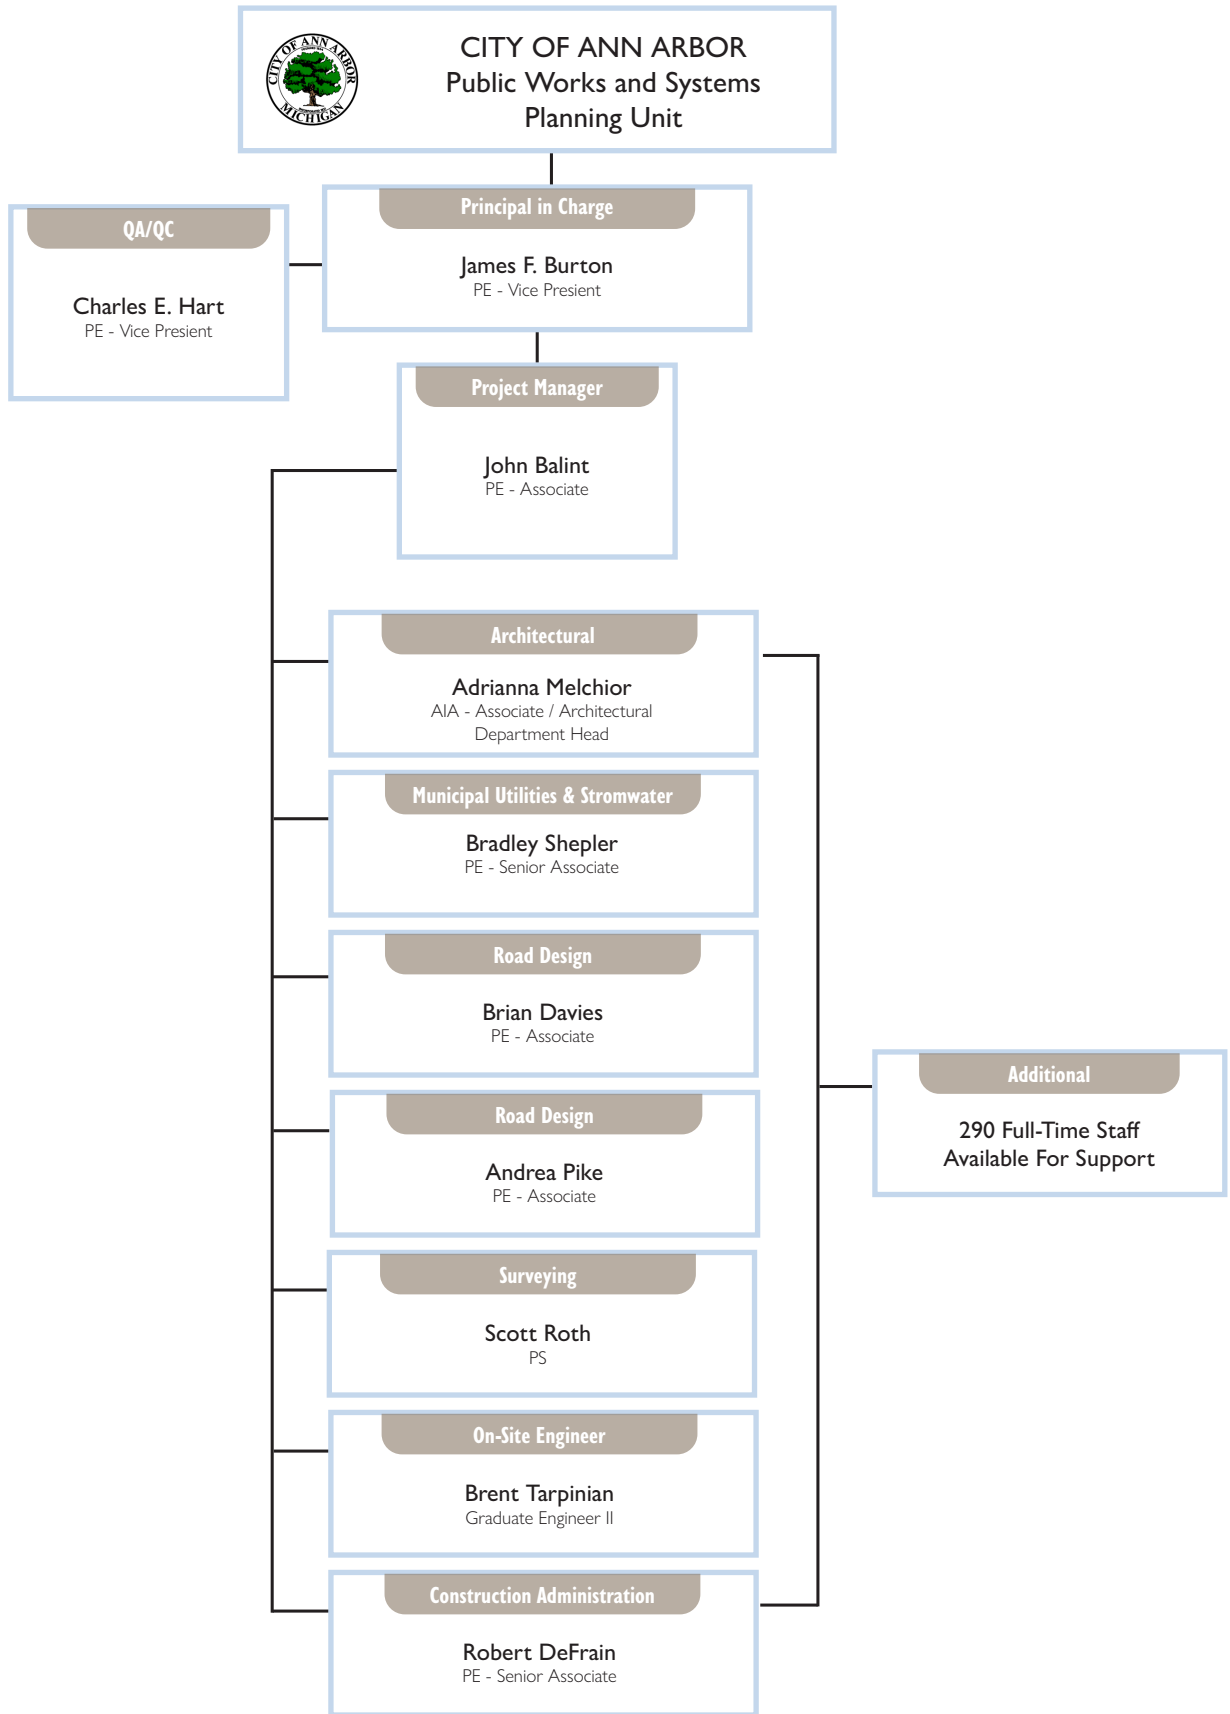 CITY OF ANN ARBOR
MICHIGAN
CITY OF ANN ARBOR
Public Works and Systems
Planning Unit
QA/QC
Charles E. Hart
PE - Vice Presient
Principal in Charge
James F. Burton
PE - Vice President
Project Manager
John Balint
PE - Associate
Architectural
Adrianna Melchior
AIA - Associate / Architectural
Department Head
Municipal Utilities & Stromwater
Bradley Shepler
PE - Senior Associate
Road Design
Brian Davies
PE - Associate
Road Design
Andrea Pike
PE - Associate
Surveying
Scott Roth
PS
On-Site Engineer
Brent Tarpinian
Graduate Engineer II
Construction Administration
Robert DeFrain
PE - Senior Associate
Additional
290 Full-Time Staff
Available For Support